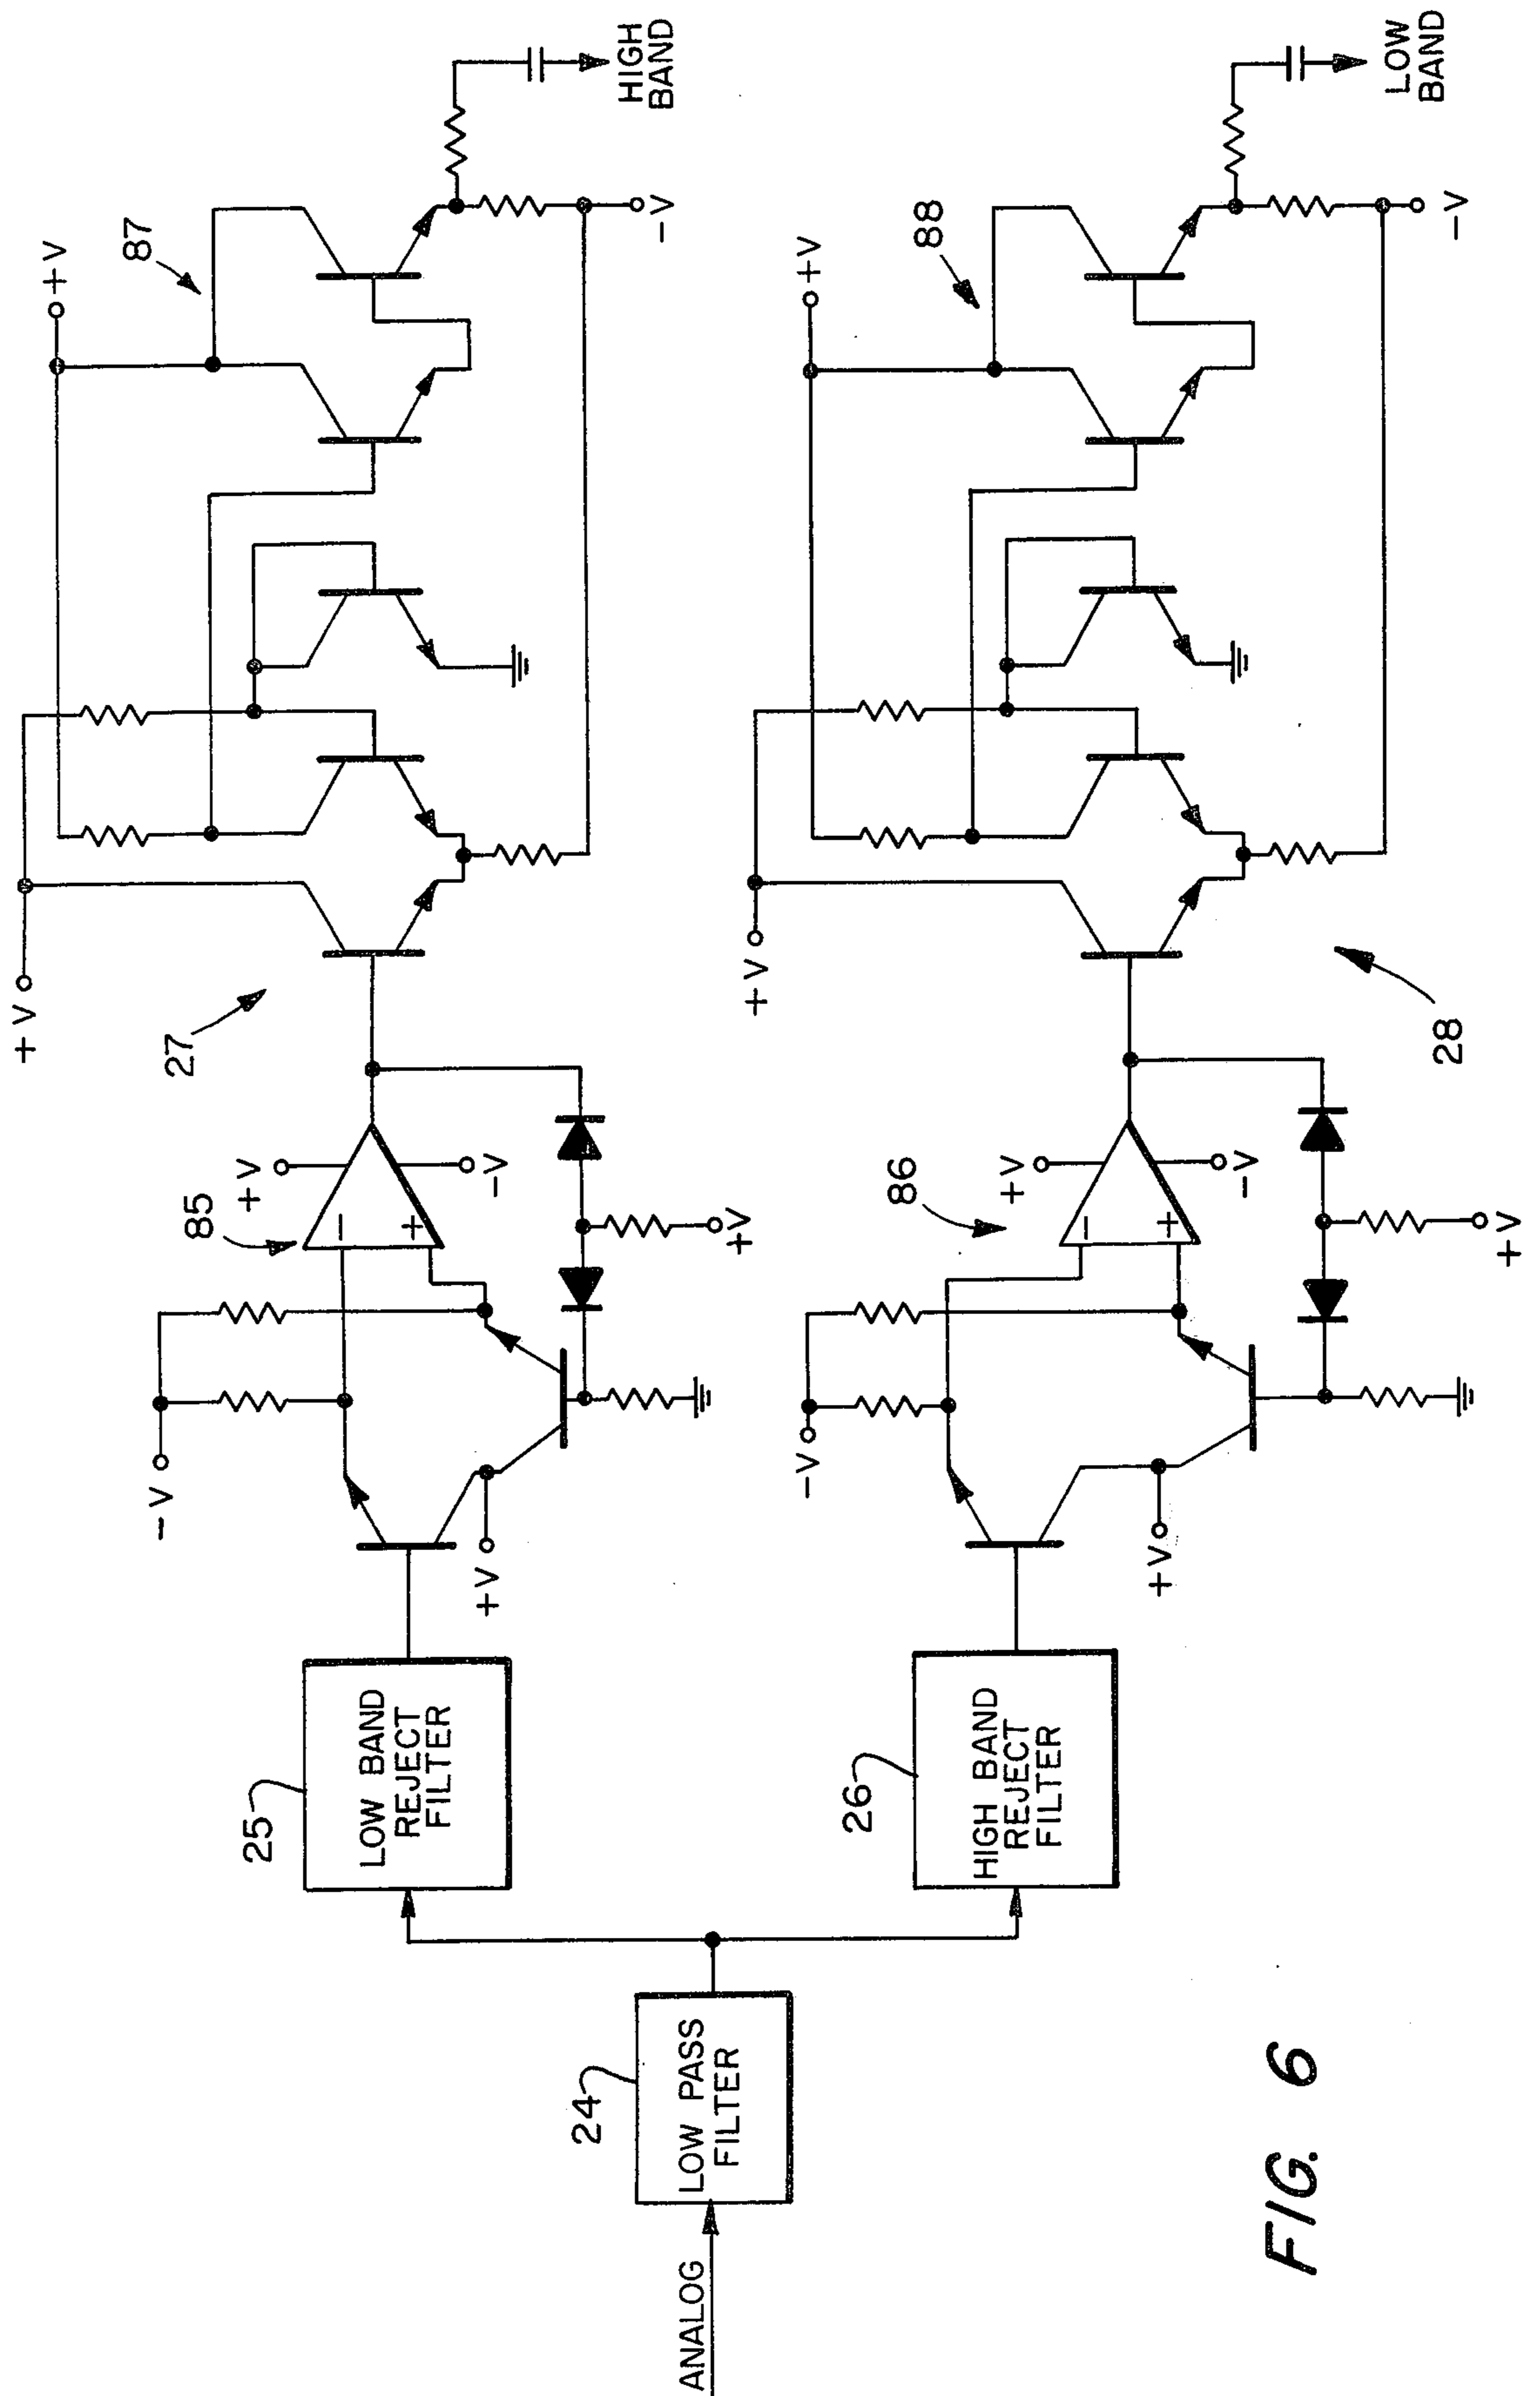 ANALOG
24
LOW PASS
FILTER
25
LOW BAND
REJECT
FILTER
-V
+V
85
-
+
+V
-V
+V
27
+V
+V
87
-V
HIGH
BAND
26
HIGH BAND
REJECT
FILTER
-V
+V
86
-
+
+V
-V
+V
28
+V
+V
88
-V
LOW
BAND
FIG. 6